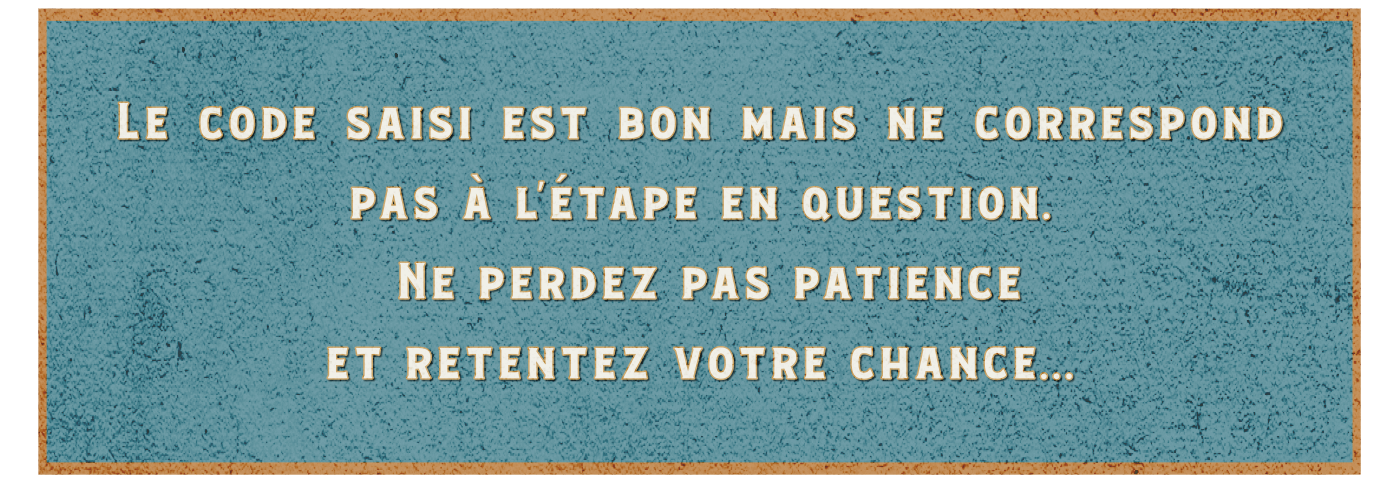 Le code saisi est bon mais ne correspond
pas à l'étape en question.
Ne perdez pas patience
et retentez votre chance...